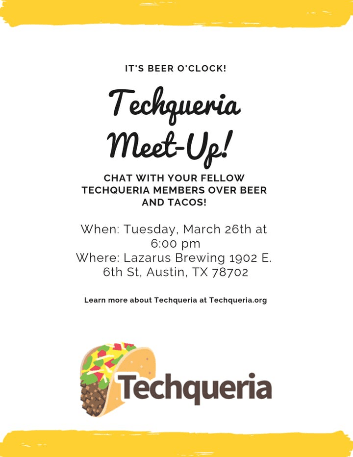 IT'S BEER O'CLOCK!
Techqueria
Meet-Up!
CHAT WITH YOUR FELLOW
TECHQUERIA MEMBERS OVER BEER
AND TACOS!
When: Tuesday, March 26th at
6:00 pm
Where: Lazarus Brewing 1902 E.
6th St, Austin, TX 78702
Learn more about Techqueria at Techqueria.org
Techqueria